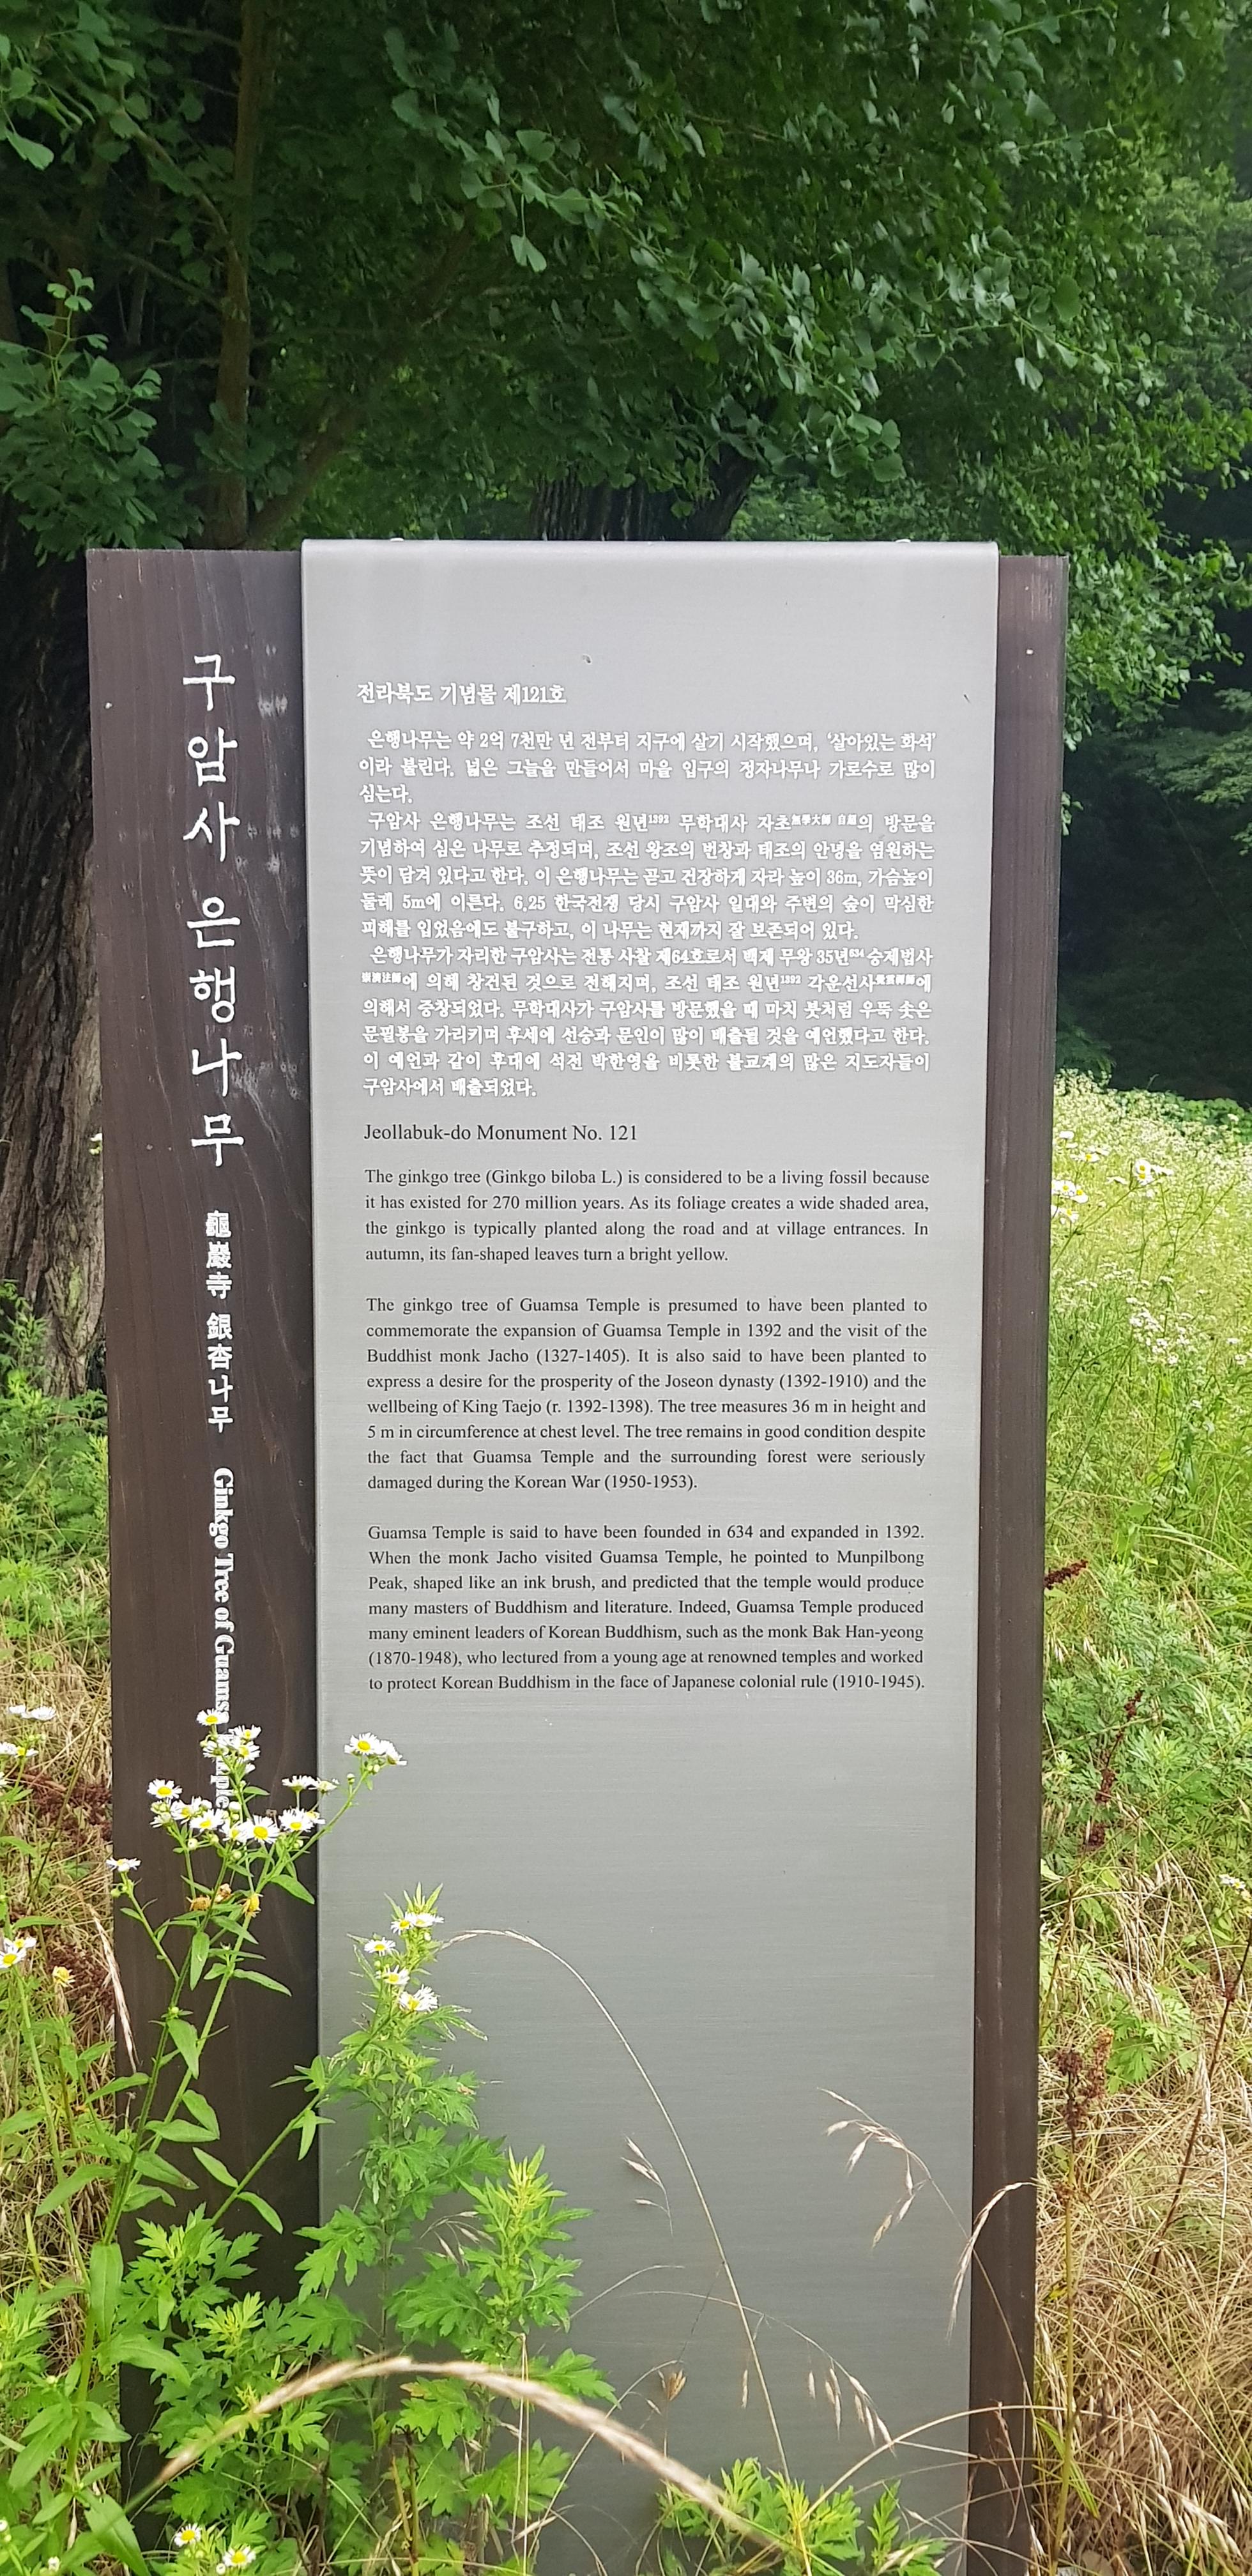 구암사 은행나무
龜巖寺 銀杏나무
Ginkgo Tree of Guamsa
전라북도 기념물 제121호
은행나무는 약 2억 7천만 년 전부터 지구에 살기 시작했으며, ‘살아있는 화석’
이라 불린다. 넓은 그늘을 만들어서 마을 입구의 정자나무나 가로수로 많이
심는다.
구암사 은행나무는 조선 태조 원년1392 무학대사 자초無學大師 自超의 방문을
기념하여 심은 나무로 추정되며, 조선 왕조의 번창과 태조의 안녕을 염원하는
뜻이 담겨 있다고 한다. 이 은행나무는 곧고 건장하게 자라 높이 36m, 가슴높이
둘레 5m에 이른다. 6.25 한국전쟁 당시 구암사 일대와 주변의 숲이 막심한
피해를 입었음에도 불구하고, 이 나무는 현재까지 잘 보존되어 있다.
은행나무가 자리한 구암사는 전통 사찰 제64호로서 백제 무왕 35년634 숭제법사
崇濟法師에 의해 창건된 것으로 전해지며, 조선 태조 원년1392 각운선사에
의해서 중창되었다. 무학대사가 구암사를 방문했을 때 마치 붓처럼 우뚝 솟은
문필봉을 가리키며 후세에 선승과 문인이 많이 배출될 것을 예언했다고 한다.
이 예언과 같이 후대에 석전 박한영을 비롯한 불교계의 많은 지도자들이
구암사에서 배출되었다.
Jeollabuk-do Monument No. 121
The ginkgo tree (Ginkgo biloba L.) is considered to be a living fossil because
it has existed for 270 million years. As its foliage creates a wide shaded area,
the ginkgo is typically planted along the road and at village entrances. In
autumn, its fan-shaped leaves turn a bright yellow.
The ginkgo tree of Guamsa Temple is presumed to have been planted to
commemorate the expansion of Guamsa Temple in 1392 and the visit of the
Buddhist monk Jacho (1327-1405). It is also said to have been planted to
express a desire for the prosperity of the Joseon dynasty (1392-1910) and the
wellbeing of King Taejo (r. 1392-1398). The tree measures 36 m in height and
5 m in circumference at chest level. The tree remains in good condition despite
the fact that Guamsa Temple and the surrounding forest were seriously
damaged during the Korean War (1950-1953).
Guamsa Temple is said to have been founded in 634 and expanded in 1392.
When the monk Jacho visited Guamsa Temple, he pointed to Munpilbong
Peak, shaped like an ink brush, and predicted that the temple would produce
many masters of Buddhism and literature. Indeed, Guamsa Temple produced
many eminent leaders of Korean Buddhism, such as the monk Bak Han-yeong
(1870-1948), who lectured from a young age at renowned temples and worked
to protect Korean Buddhism in the face of Japanese colonial rule (1910-1945).